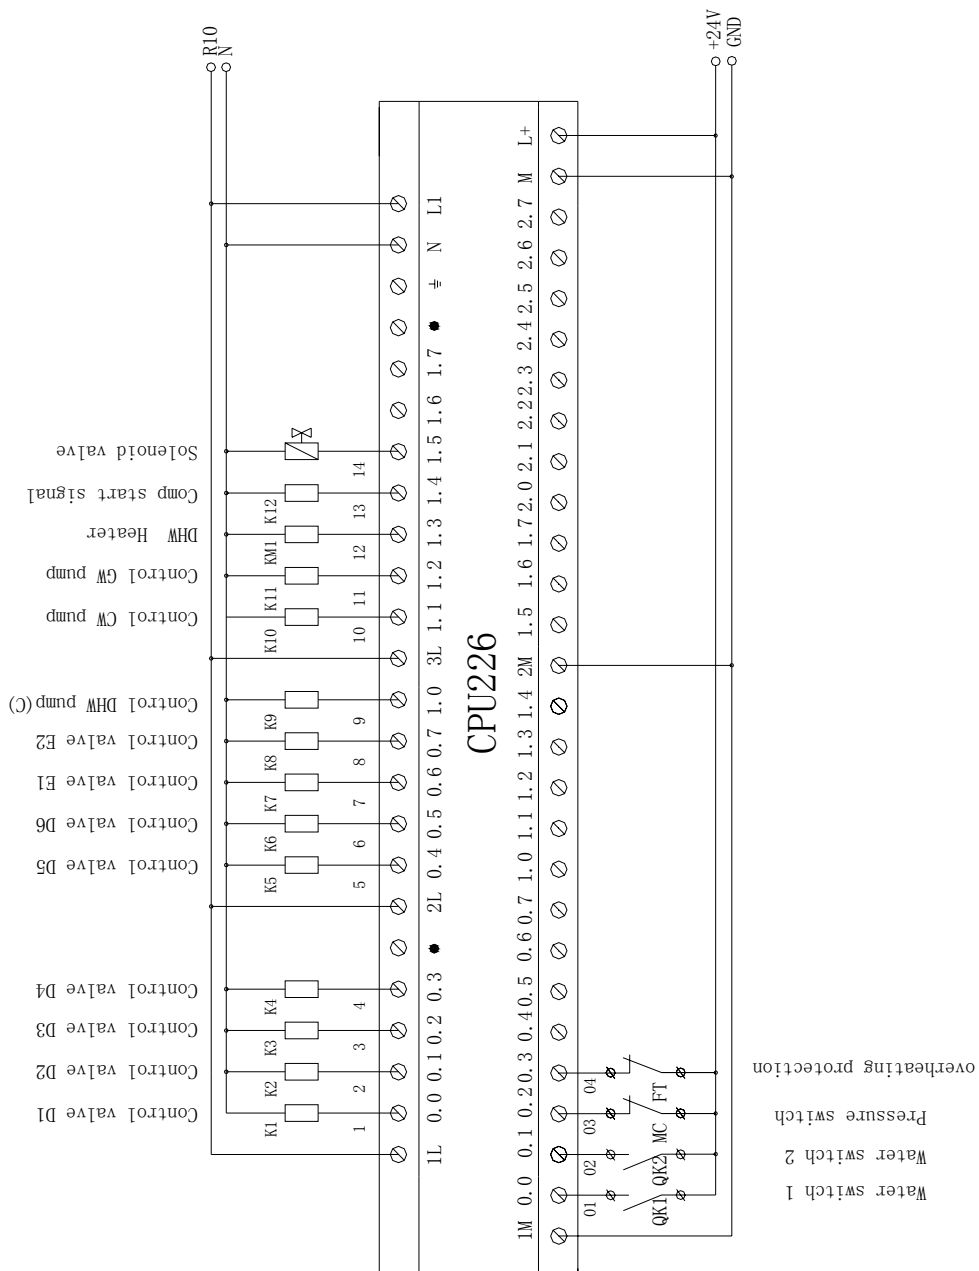 R10
N
+24V
GND
L1
N
1.7
1.6
1.5
1.4
1.3
1.2
1.1
3L
1.0
0.7
0.6
0.5
0.4
2L
0.3
0.2
0.1
0.0
1L
CPU226
L+
M
2.7
2.6
2.5
2.4
2.3
2.2
2.1
2.0
1.7
1.6
1.5
2M
1.4
1.3
1.2
1.1
1.0
0.7
0.6
0.5
0.4
0.3
0.2
0.1
0.0
1M
Solenoid valve
14
Comp start signal
K12
13
DHW Heater
KM1
12
Control GW pump
K11
11
Control CW pump
K10
10
Control DHW pump(C)
K9
9
Control valve E2
K8
8
Control valve E1
K7
7
Control valve D6
K6
6
Control valve D5
K5
5
Control valve D4
K4
4
Control valve D3
K3
3
Control valve D2
K2
2
Control valve D1
K1
1
04
FT
overheating protection
03
MC
Pressure switch
02
QK2
Water switch 2
01
QK1
Water switch 1